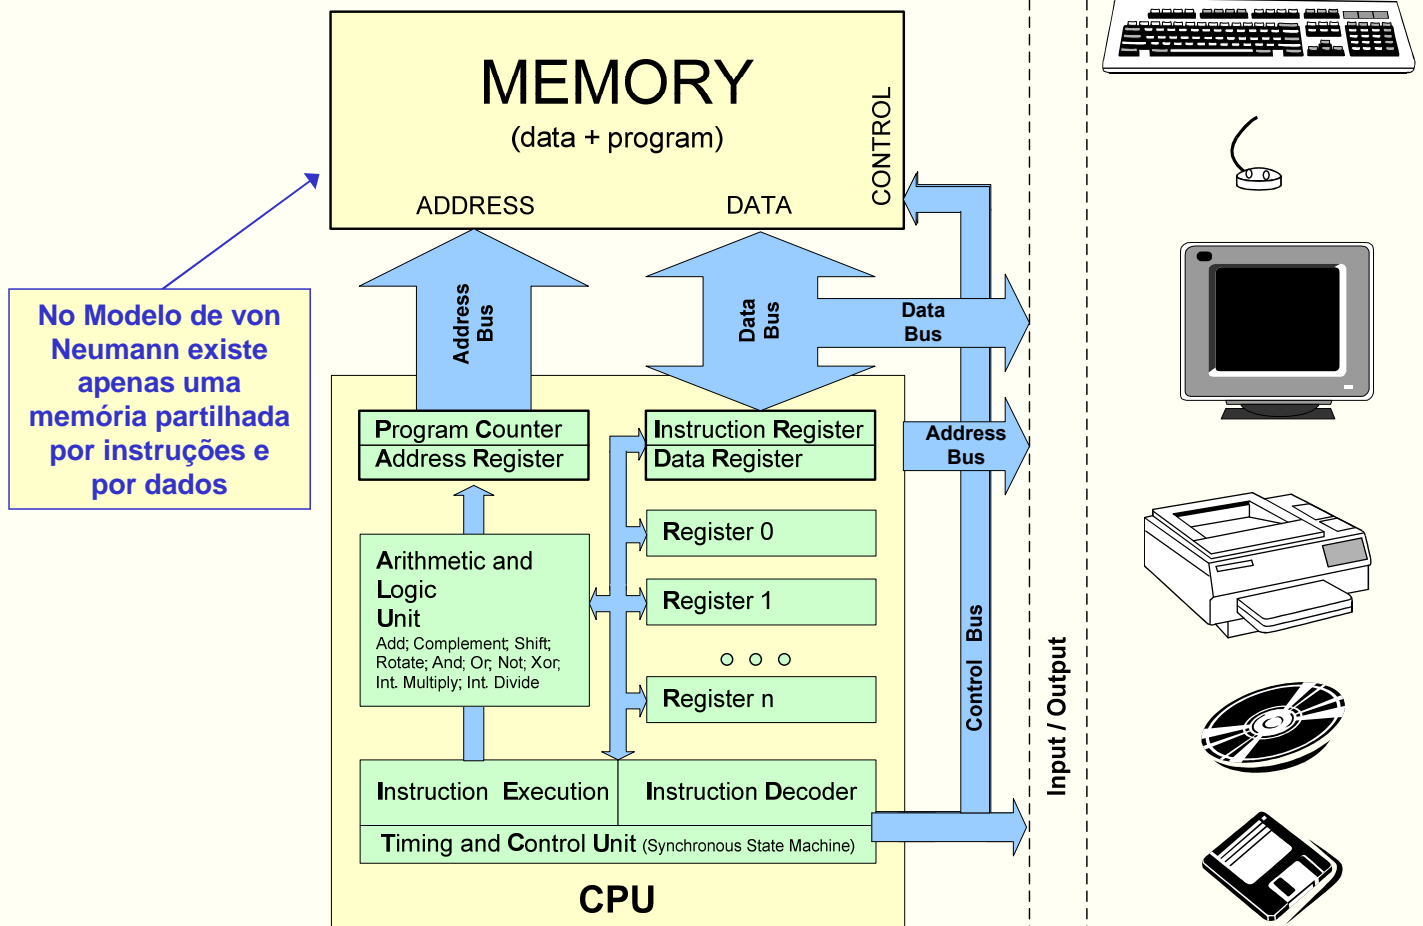 MEMORY
(data + program)
CONTROL
ADDRESS
DATA
No Modelo de von
Neumann existe
apenas uma
memória partilhada
por instruções e
por dados
Address
Bus
Data
Bus
Data
Bus
Program Counter
Address Register
Instruction Register
Data Register
Address
Bus
Arithmetic and
Logic
Unit
Add; Complement; Shift;
Rotate; And; Or; Not; Xor;
Int. Multiply; Int. Divide
Register 0
Register 1
Register n
Control Bus
Input / Output
Instruction Execution
Instruction Decoder
Timing and Control Unit (Synchronous State Machine)
CPU